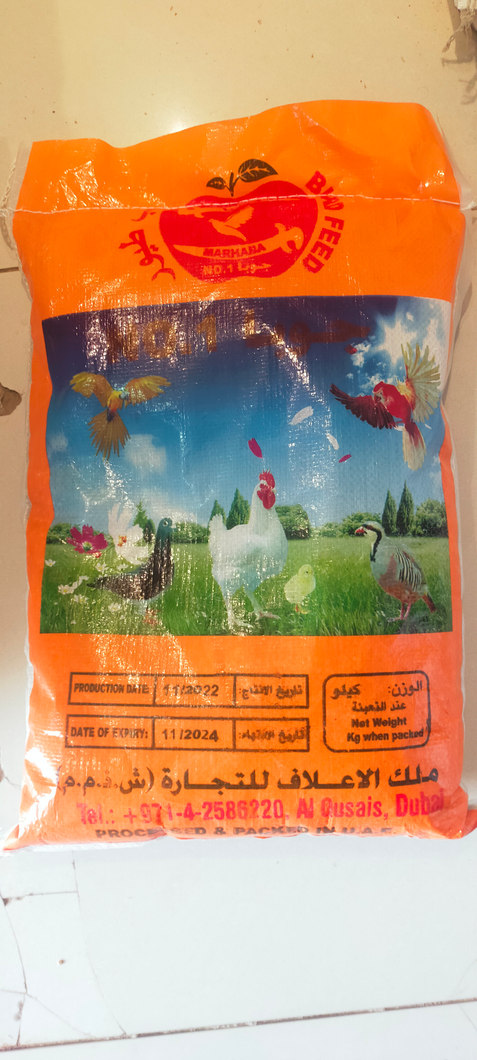 BIRD FEED
MARHABA
NO.1 حبوبنا
NO.1
PRODUCTION DATE: 11/2022 تاريخ الانتاج:
DATE OF EXPIRY: 11/2024 تاريخ الانتهاء:
الوزن: كيلو
عند التعبئة
Net Weight
Kg when packed
ملك الاعلاف للتجارة (ش.ذ.م.م)
Tel.: +971-4-2586220, Al Qusais, Dubai
PROCESSED & PACKED IN U.A.E.